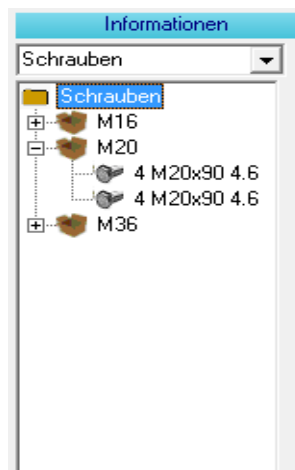 Informationen
Schrauben
Schrauben
M16
M20
4 M20x90 4.6
4 M20x90 4.6
M36